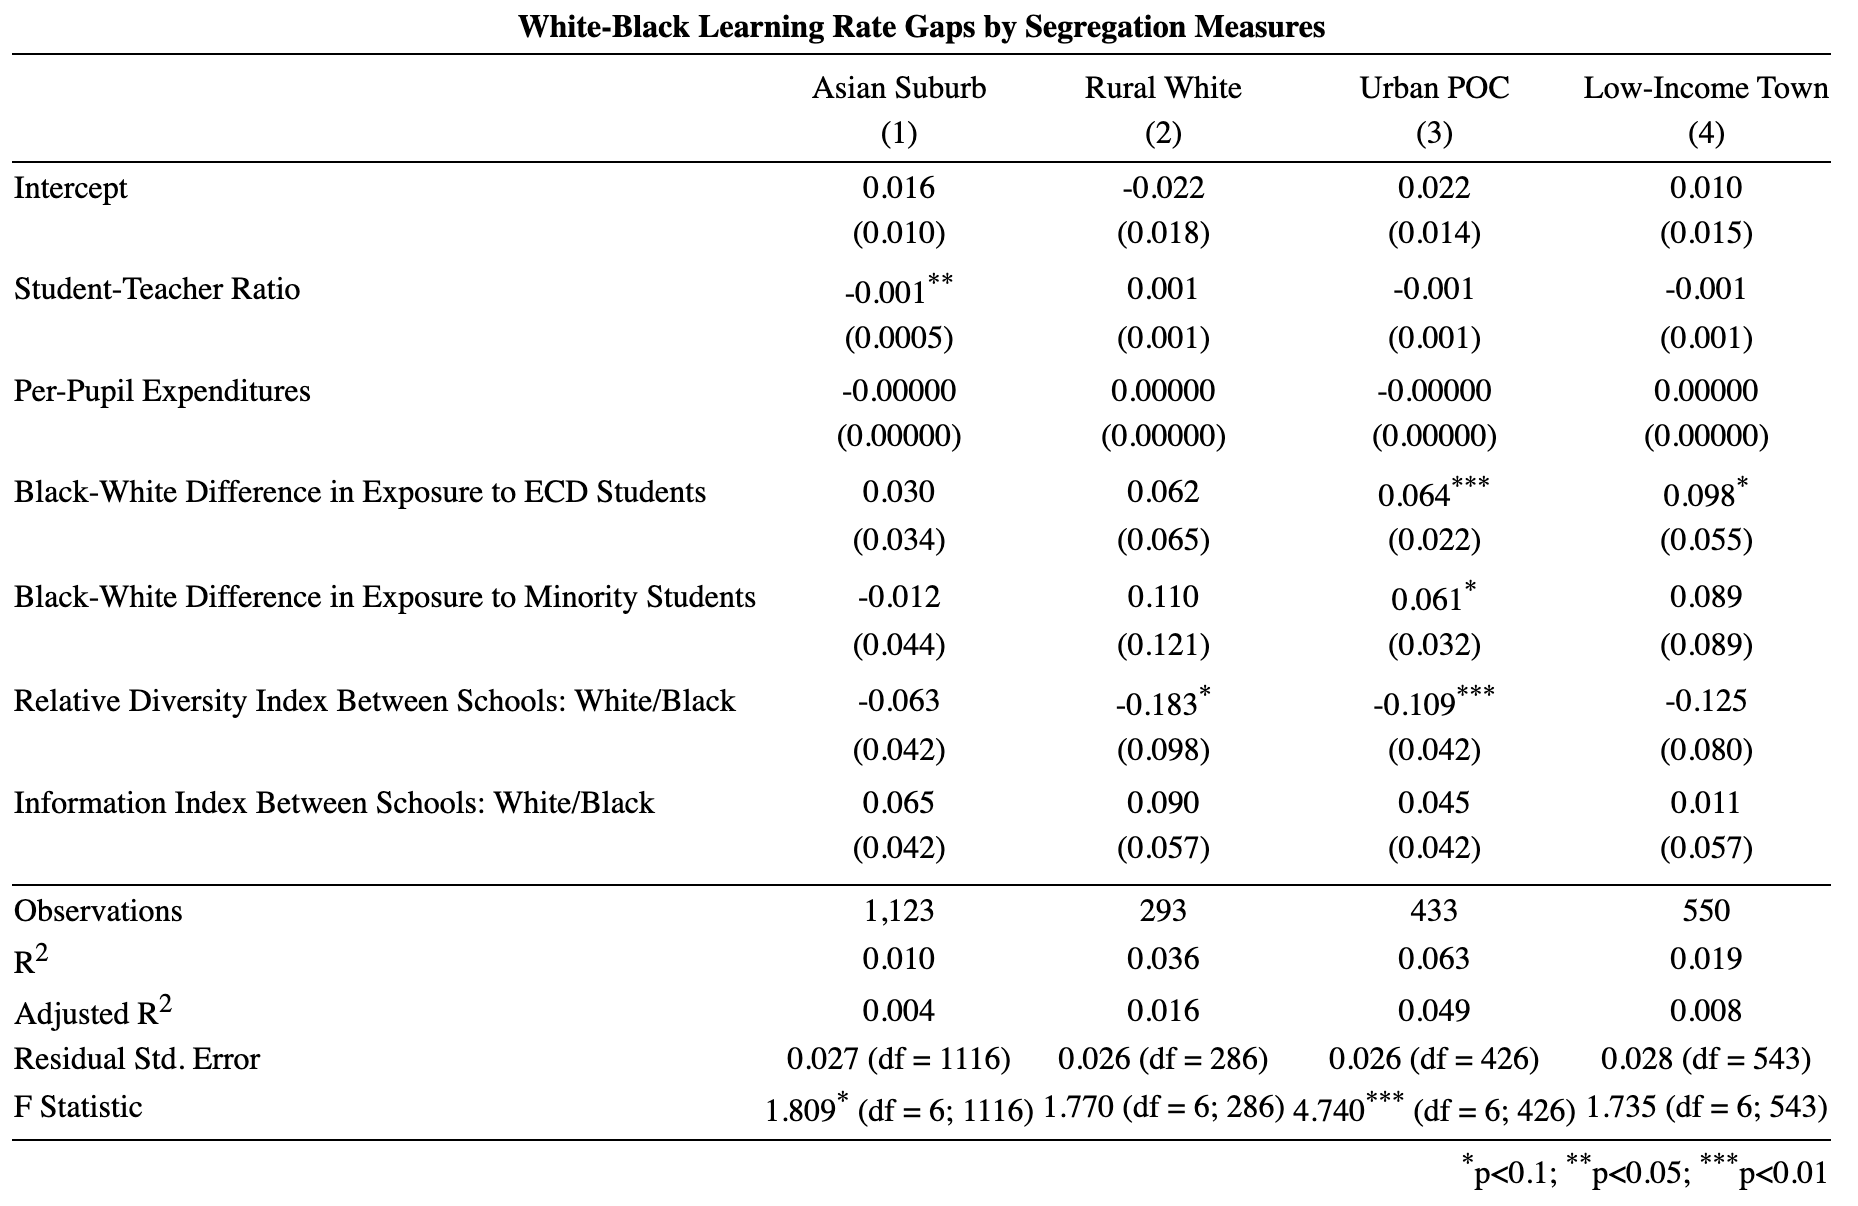 White-Black Learning Rate Gaps by Segregation Measures
Asian Suburb Rural White Urban POC Low-Income Town
(1) (2) (3) (4)
Intercept 0.016 -0.022 0.022 0.010
(0.010) (0.018) (0.014) (0.015)
Student-Teacher Ratio -0.001** 0.001 -0.001 -0.001
(0.0005) (0.001) (0.001) (0.001)
Per-Pupil Expenditures -0.00000 0.00000 -0.00000 0.00000
(0.00000) (0.00000) (0.00000) (0.00000)
Black-White Difference in Exposure to ECD Students 0.030 0.062 0.064*** 0.098*
(0.034) (0.065) (0.022) (0.055)
Black-White Difference in Exposure to Minority Students -0.012 0.110 0.061* 0.089
(0.044) (0.121) (0.032) (0.089)
Relative Diversity Index Between Schools: White/Black -0.063 -0.183* -0.109*** -0.125
(0.042) (0.098) (0.042) (0.080)
Information Index Between Schools: White/Black 0.065 0.090 0.045 0.011
(0.042) (0.057) (0.042) (0.057)
Observations 1,123 293 433 550
R2 0.010 0.036 0.063 0.019
Adjusted R2 0.004 0.016 0.049 0.008
Residual Std. Error 0.027 (df = 1116) 0.026 (df = 286) 0.026 (df = 426) 0.028 (df = 543)
F Statistic 1.809* (df = 6; 1116) 1.770 (df = 6; 286) 4.740*** (df = 6; 426) 1.735 (df = 6; 543)
*p<0.1; **p<0.05; ***p<0.01